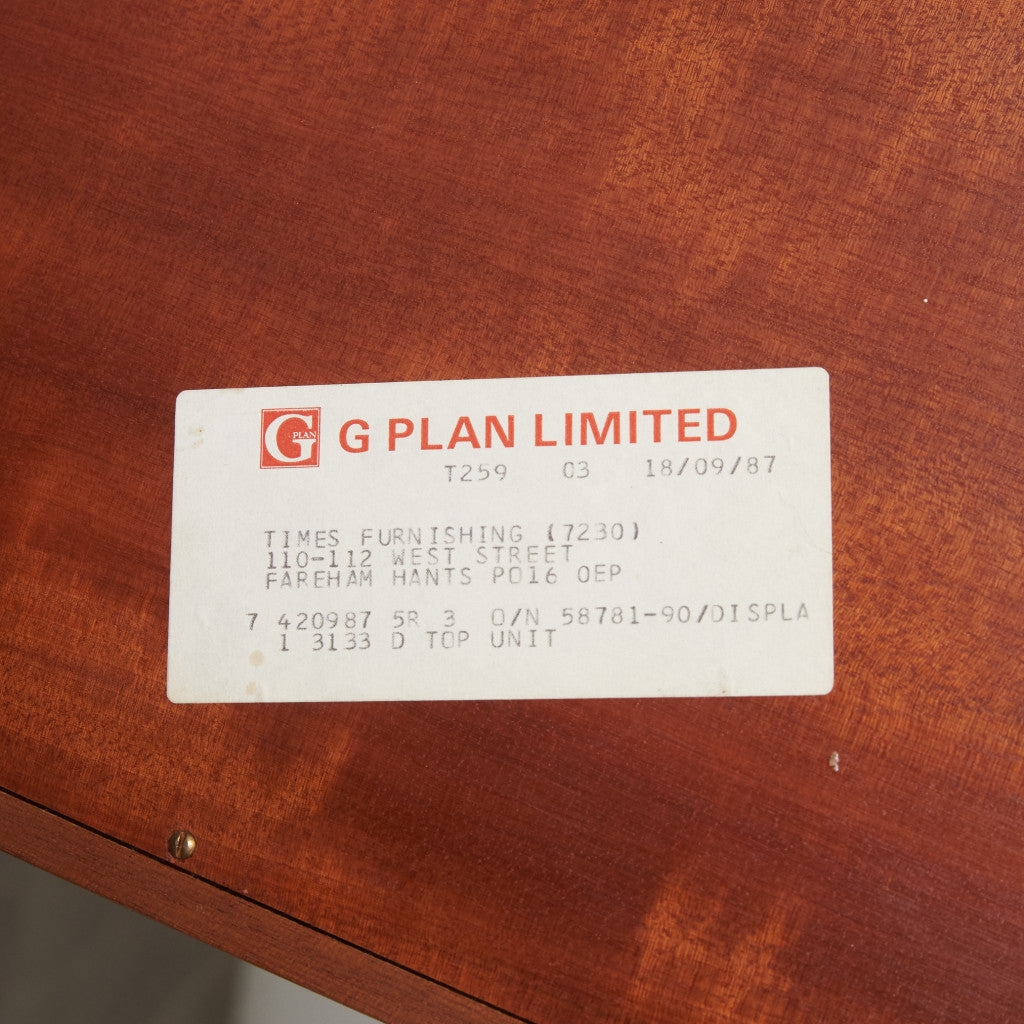 G PLAN G PLAN LIMITED
T259 03 18/09/87
TIMES FURNISHING (7230)
110-112 WEST STREET
FAREHAM HANTS PO16 0EP
7 420987 5R 3 O/N 58781-90/DISPLA
1 3133 D TOP UNIT